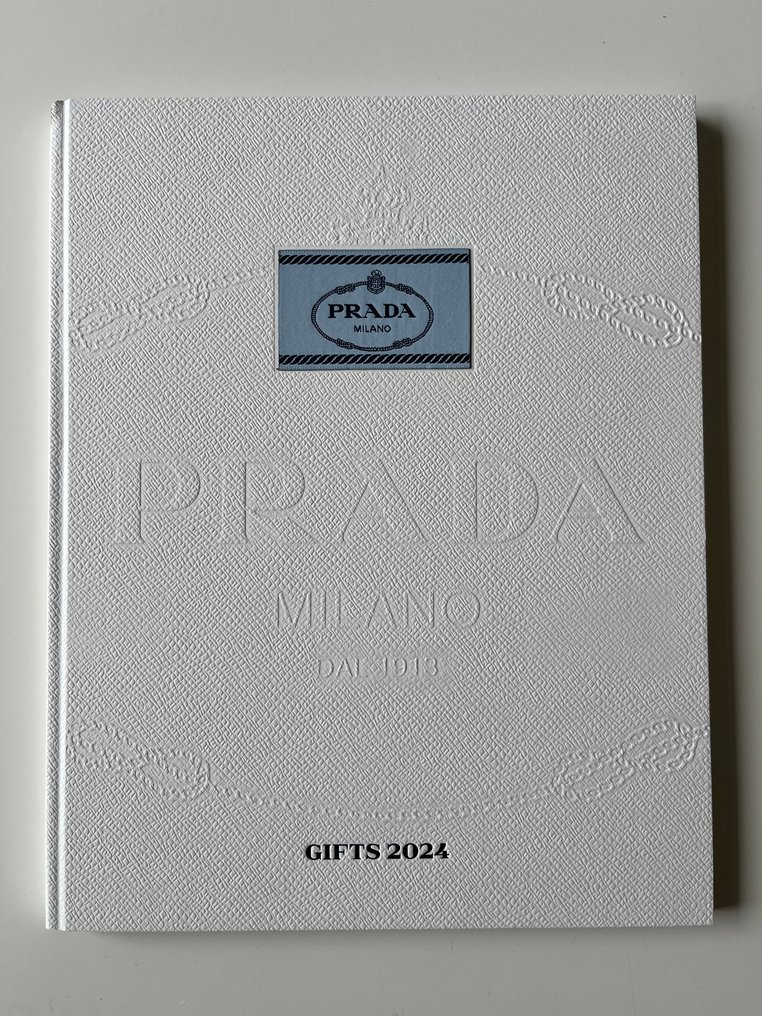 PRADA
MILANO
PRADA
MILANO
DAL 1913
GIFTS 2024